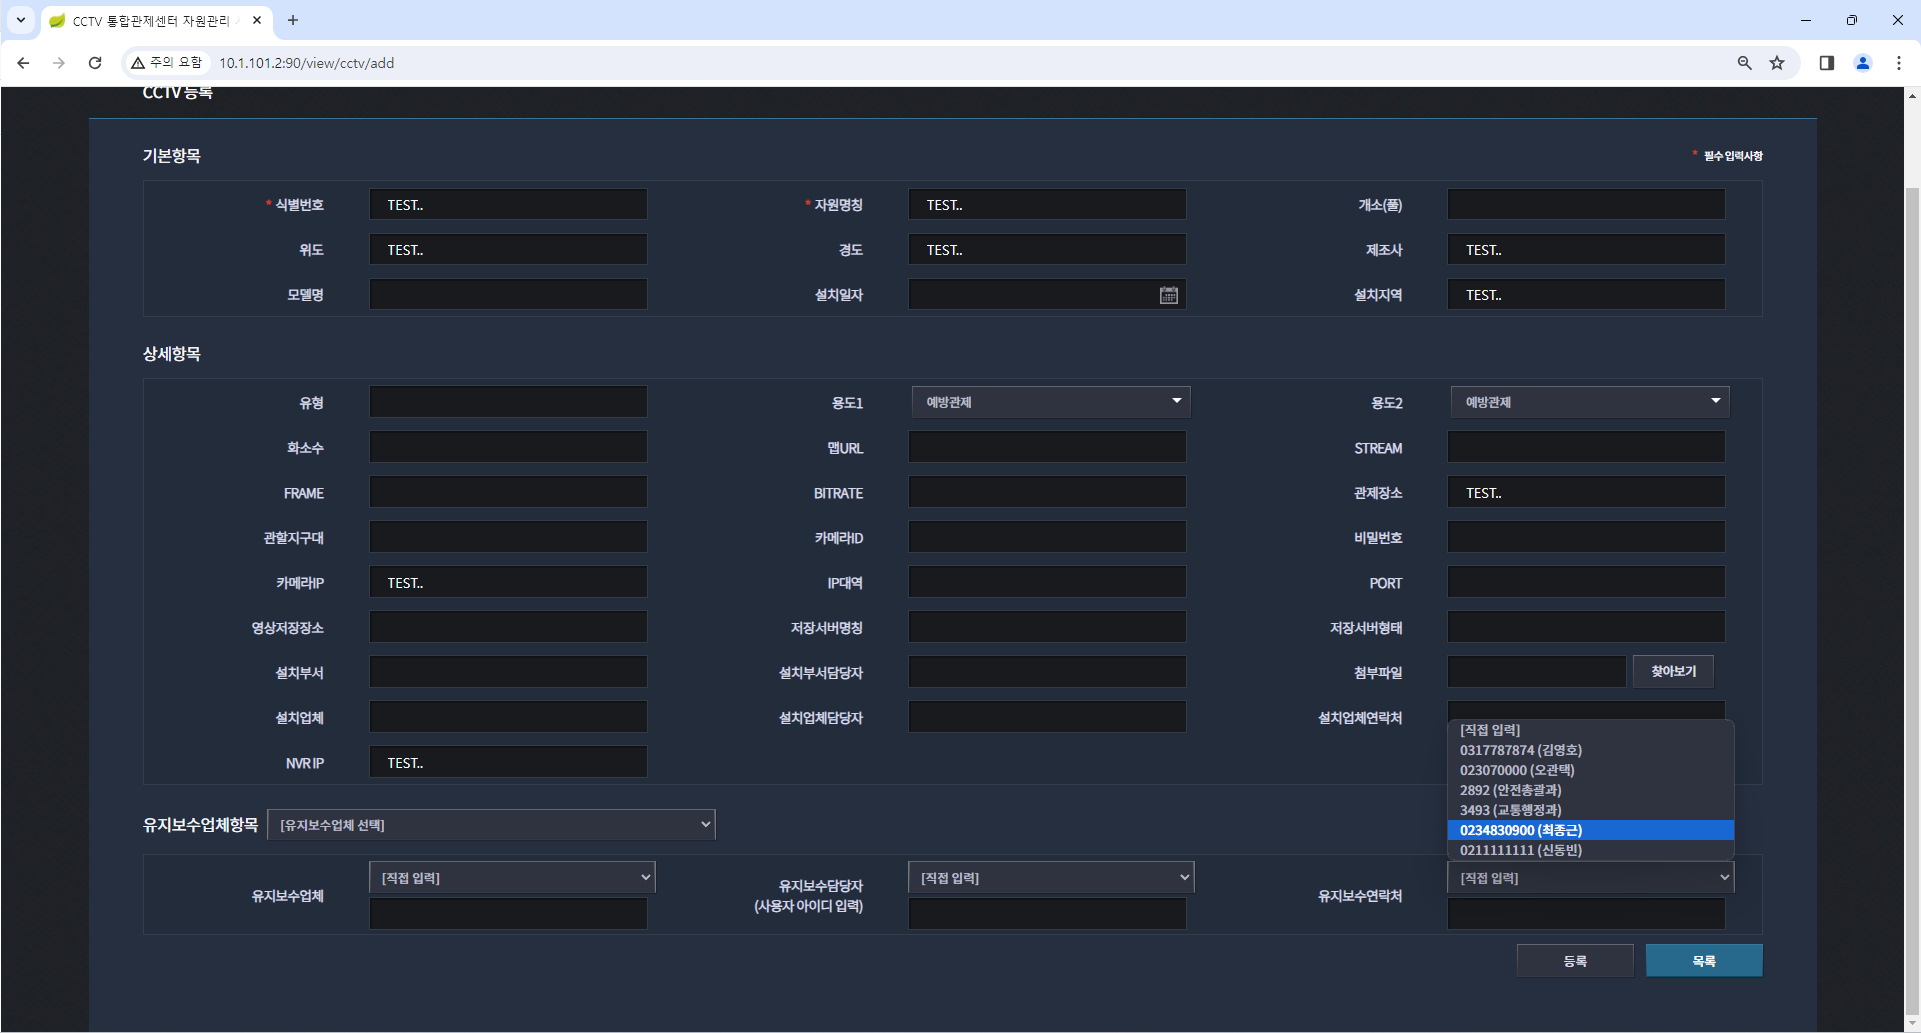 CCTV 통합관제센터 자원관리
주의 요함 10.1.101.2:90/view/cctv/add
CCTV 등록
기본항목
* 필수 입력사항
* 식별번호 TEST.. * 자원명칭 TEST.. 개소(풀)
위도 TEST.. 경도 TEST.. 제조사 TEST..
모델명 설치일자 설치지역 TEST..
상세항목
유형 용도1 예방관제 용도2 예방관제
화소수 맵URL STREAM
FRAME BITRATE 관제장소 TEST..
관할지구대 카메라ID 비밀번호
카메라IP TEST.. IP대역 PORT
영상저장장소 저장서버명칭 저장서버형태
설치부서 설치부서담당자 첨부파일 찾아보기
설치업체 설치업체담당자 설치업체연락처
NVR IP TEST..
[직접 입력]
0317787874 (김영호)
023070000 (오관택)
2892 (안전총괄과)
3493 (교통행정과)
0234830900 (최종근)
0211111111 (신동빈)
유지보수업체항목 [유지보수업체 선택]
유지보수업체 [직접 입력] 유지보수담당자 [직접 입력] 유지보수연락처 [직접 입력]
(사용자 아이디 입력)
등록 목록